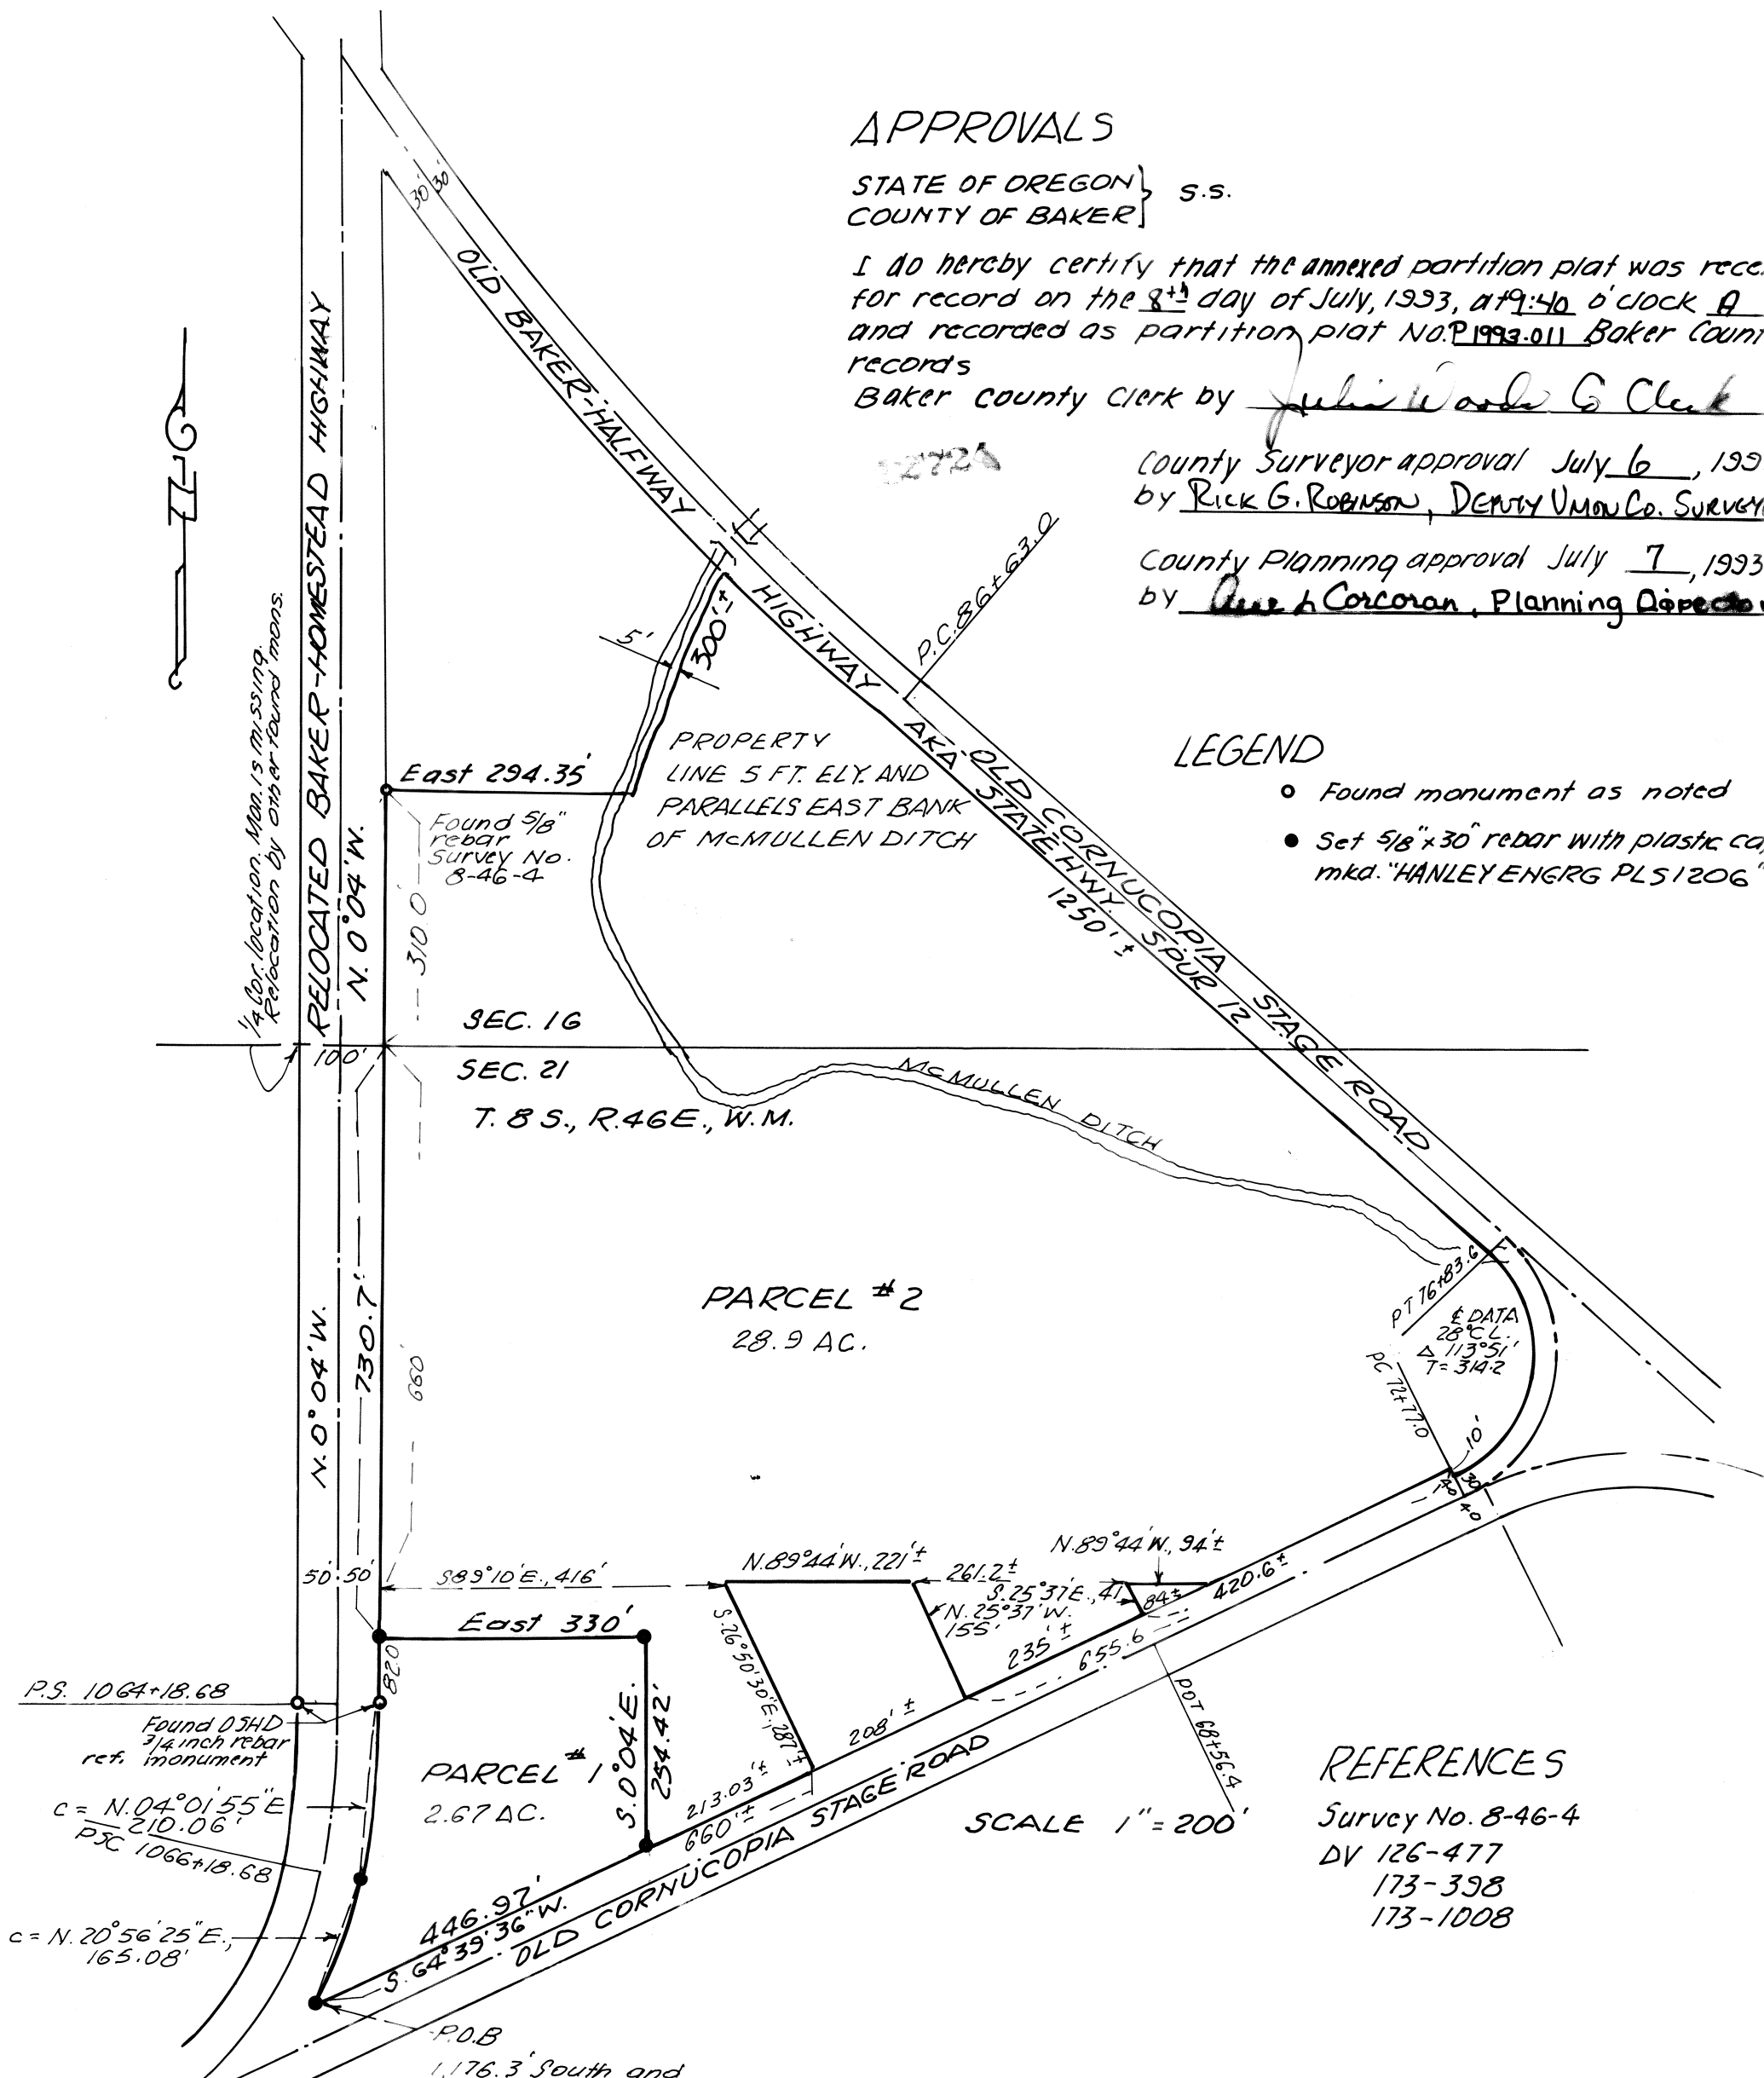 APPROVALS
STATE OF OREGON } S.S.
COUNTY OF BAKER
I do hereby certify that the annexed partition plat was rece
for record on the 8th day of July, 1993, at 9:40 o'clock A
and recorded as partition plat No. P1993-011 Baker Count
records
Baker County Clerk by Julia Woods Co Clerk
County Surveyor approval July 6, 199
by RICK G. ROBINSON, DEPUTY UNION CO. SURVEY
County Planning approval July 7, 1993
by Corcoran, Planning Director
LEGEND
o Found monument as noted
● Set 5/8"x30" rebar with plastic ca
mkd. "HANLEY ENGRG PLS 1206"
30' 30'
OLD BAKER-HALFWAY HIGHWAY AKA OLD CORNUCOPIA STAGE ROAD
STATE HWY. SPUR 12
1250'±
P.C. 86+63.0
RELOCATED BAKER-HOMESTEAD HIGHWAY
N. 0°04'W.
1/4 Cor. location. Mon. is missing.
Relocation by other found mons.
5'
300'±
East 294.35'
PROPERTY
LINE 5 FT. ELY. AND
PARALLELS EAST BANK
OF McMULLEN DITCH
Found 5/8"
rebar
Survey No.
8-46-4
310.0
SEC. 16
100'
SEC. 21
T. 8 S., R.46E., W.M.
McMULLEN DITCH
N. 0°04'W.
730.7'
660'
PARCEL #2
28.9 AC.
PT 76+83.6
℄ DATA
28°C L.
Δ 113°51'
T= 314.2
PC 72+77.0
10'
40
30
40
50' 50'
S89°10'E., 416'
N.89°44'W., 221'±
261.2±
N.89°44'W., 94'±
S.25°37'E., 41
84±
420.6±
N. 25°37'W.
155'
S.26°50'30"E., 287±
235'±
655.6
East 330'
820
P.S. 1064+18.68
Found OSHD
3/4 inch rebar
ref. monument
S.0°04'E.
254.42'
208'±
POT 68+56.4
PARCEL #1
2.67 AC.
213.03'±
660'±
c = N.04°01'55"E
210.06'
PSC 1066+18.68
SCALE 1"=200'
446.97'
S.64°39'36"W.
OLD CORNUCOPIA STAGE ROAD
c = N.20°56'25"E.,
165.08'
P.O.B
1,176.3' South and
REFERENCES
Survey No. 8-46-4
DV 126-477
173-398
173-1008